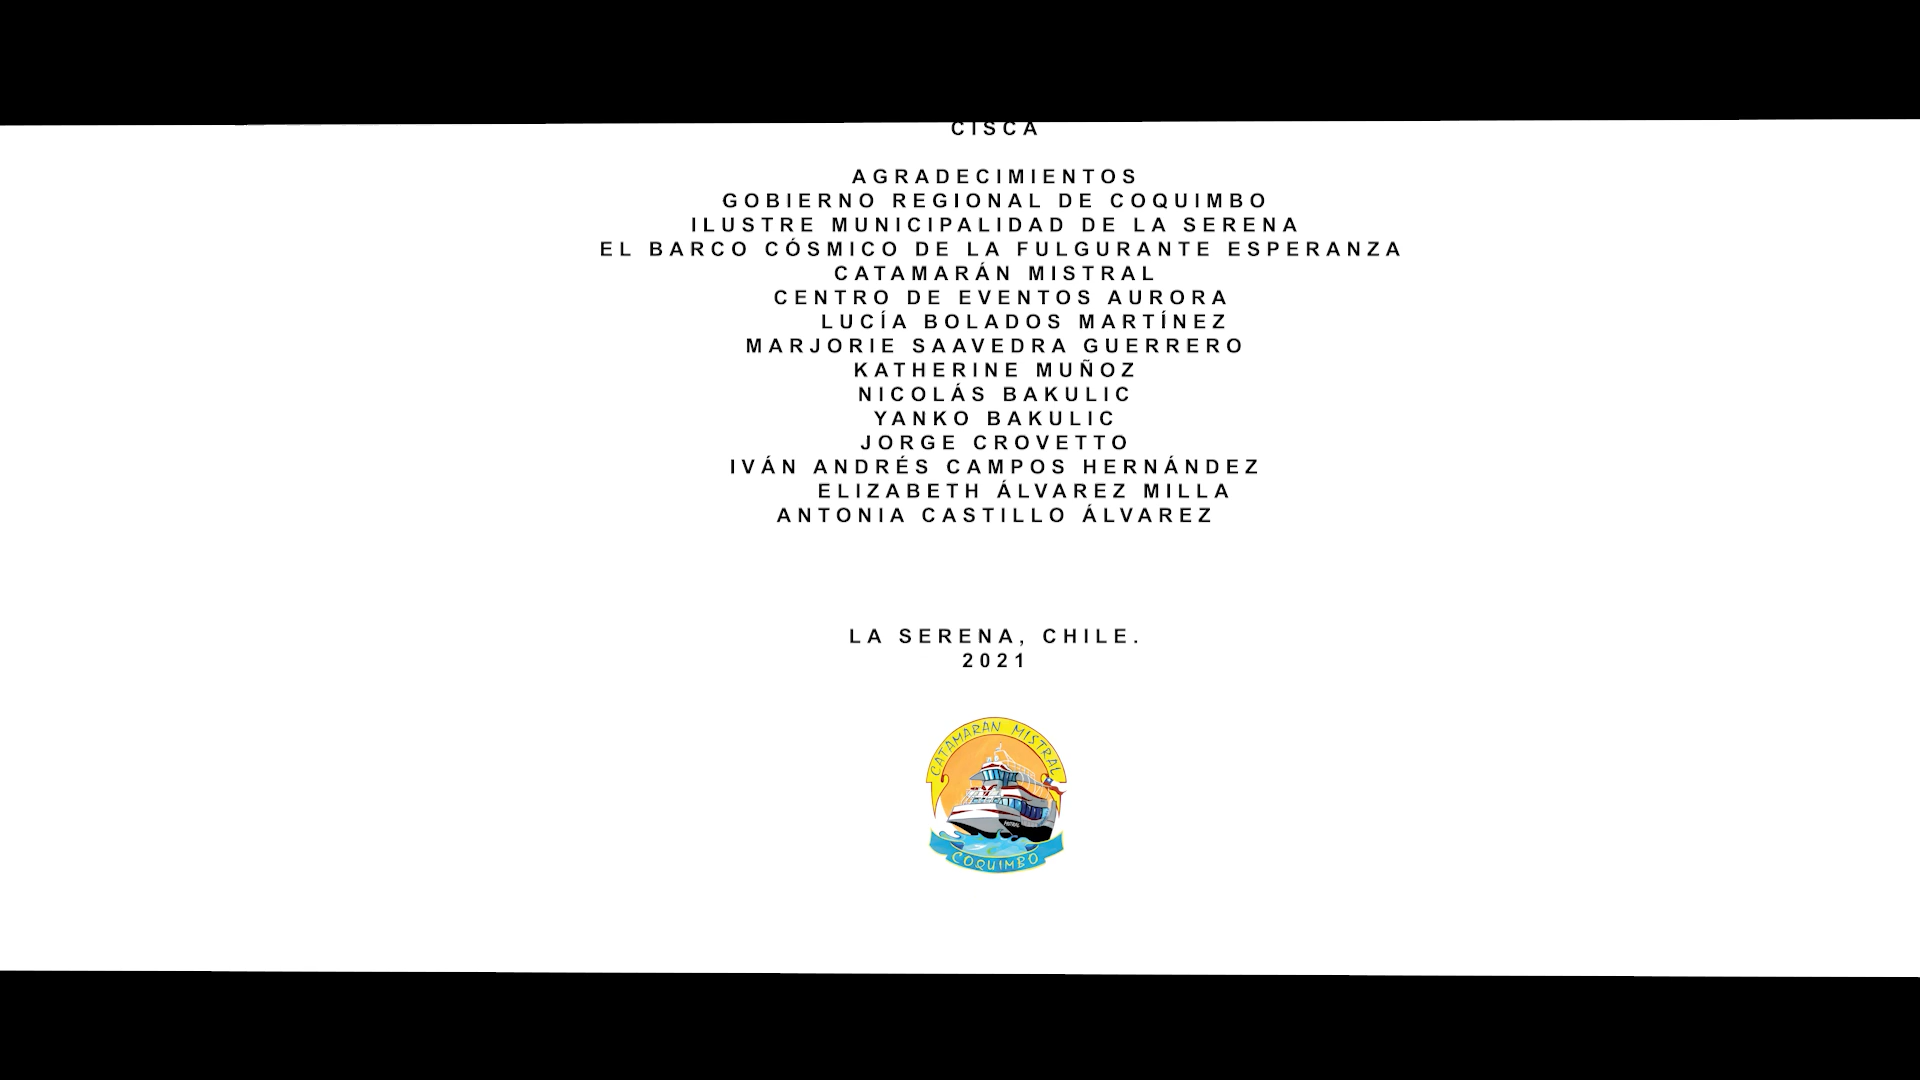 CISCA
AGRADECIMIENTOS
GOBIERNO REGIONAL DE COQUIMBO
ILUSTRE MUNICIPALIDAD DE LA SERENA
EL BARCO CÓSMICO DE LA FULGURANTE ESPERANZA
CATAMARÁN MISTRAL
CENTRO DE EVENTOS AURORA
LUCÍA BOLADOS MARTÍNEZ
MARJORIE SAAVEDRA GUERRERO
KATHERINE MUÑOZ
NICOLÁS BAKULIC
YANKO BAKULIC
JORGE CROVETTO
IVÁN ANDRÉS CAMPOS HERNÁNDEZ
ELIZABETH ÁLVAREZ MILLA
ANTONIA CASTILLO ÁLVAREZ
LA SERENA, CHILE.
2021
CATAMARAN MISTRAL
MISTRAL
COQUIMBO